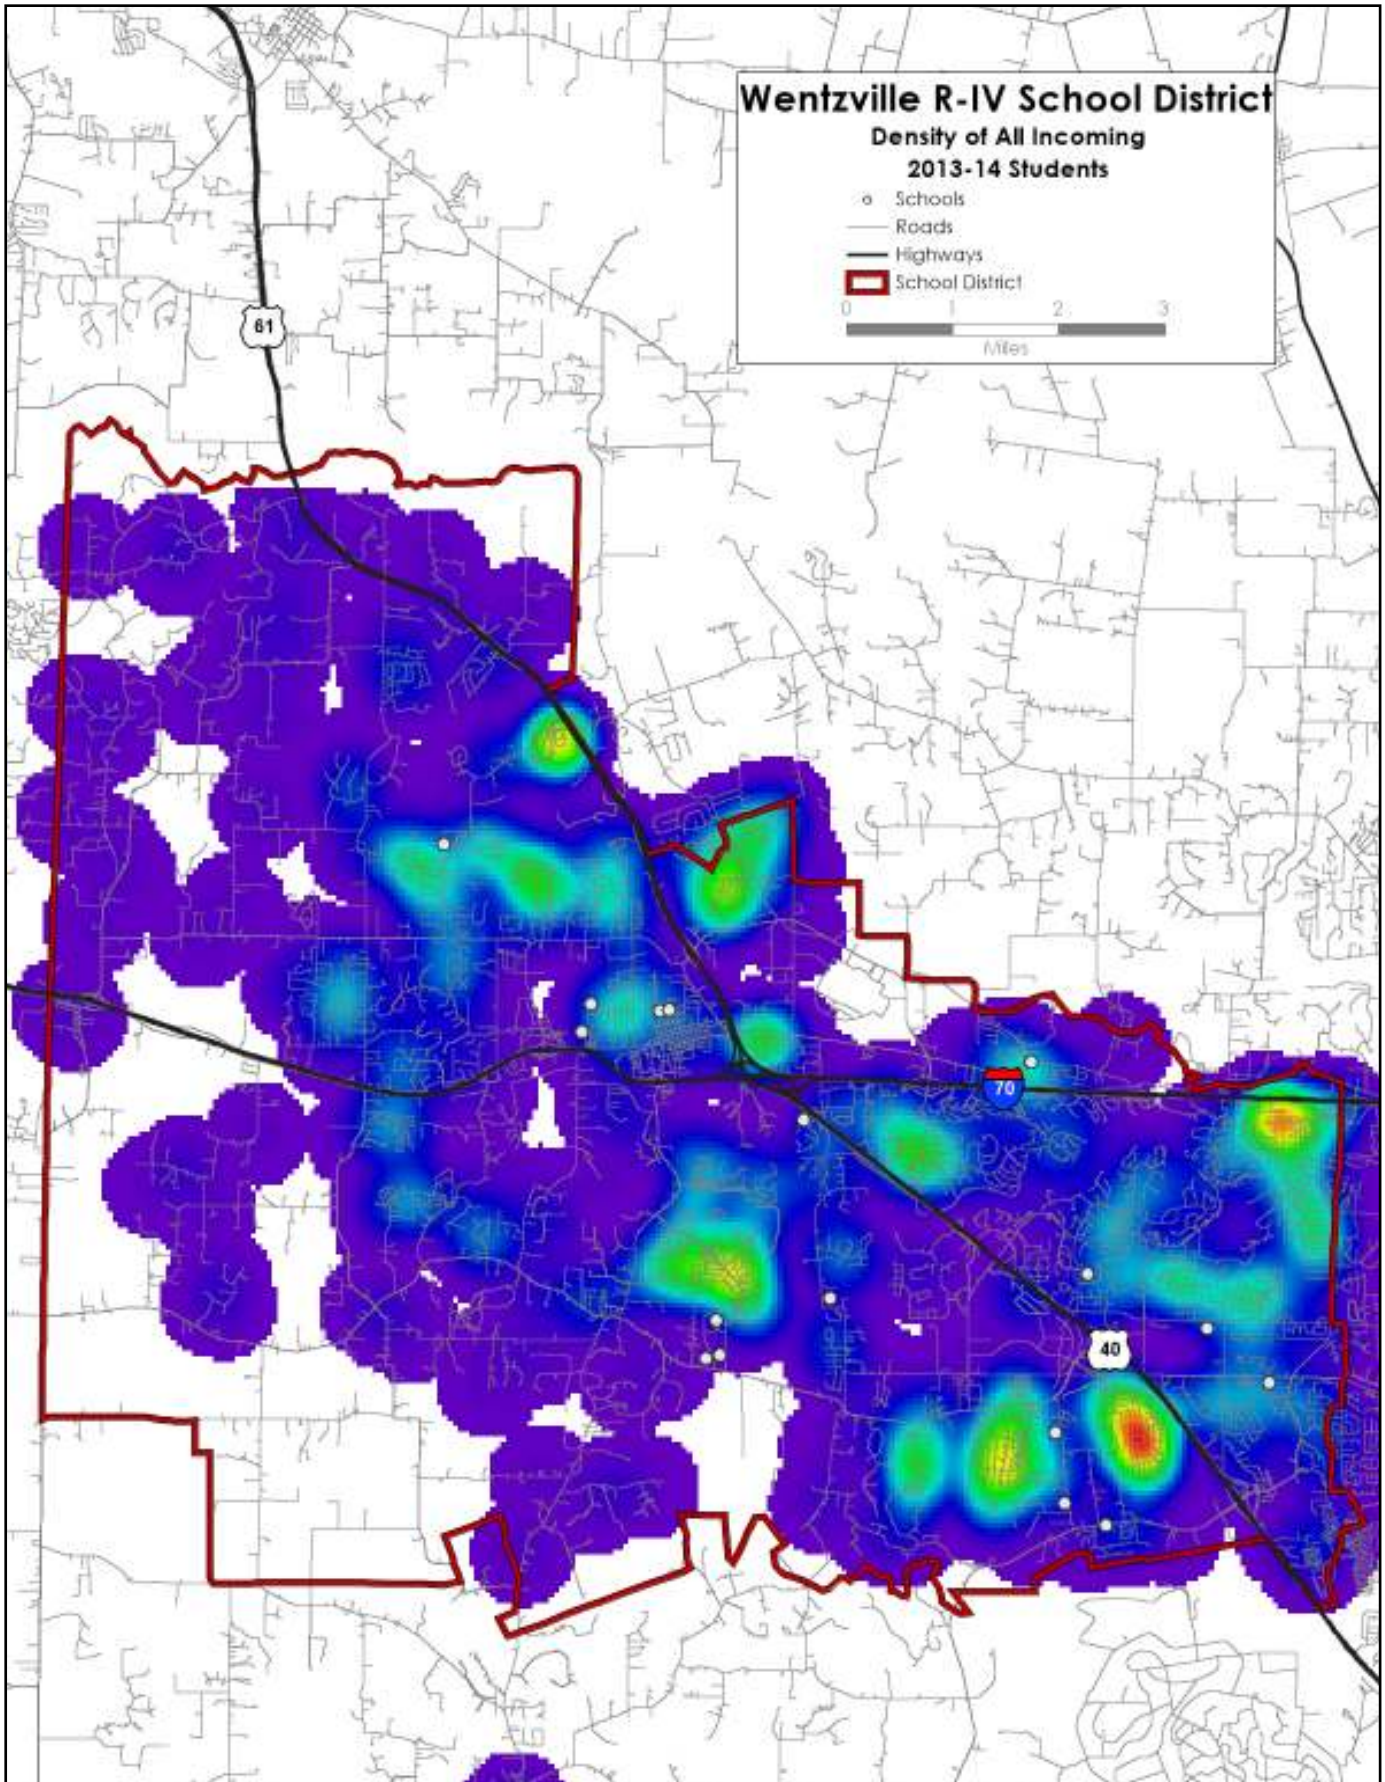 Wentzville R-IV School District
Density of All Incoming
2013-14 Students
Schools
Roads
Highways
School District
0 1 2 3
Miles
61
70
40